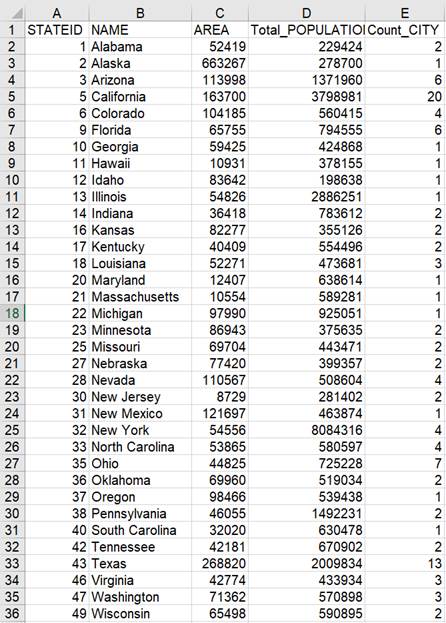 A B C D E
1 STATEID NAME AREA Total_POPULATIO Count_CITY
2 1 Alabama 52419 229424 2
3 2 Alaska 663267 278700 1
4 3 Arizona 113998 1371960 6
5 5 California 163700 3798981 20
6 6 Colorado 104185 560415 4
7 9 Florida 65755 794555 6
8 10 Georgia 59425 424868 1
9 11 Hawaii 10931 378155 1
10 12 Idaho 83642 198638 1
11 13 Illinois 54826 2886251 1
12 14 Indiana 36418 783612 2
13 16 Kansas 82277 355126 2
14 17 Kentucky 40409 554496 2
15 18 Louisiana 52271 473681 3
16 20 Maryland 12407 638614 1
17 21 Massachusetts 10554 589281 1
18 22 Michigan 97990 925051 1
19 23 Minnesota 86943 375635 2
20 25 Missouri 69704 443471 2
21 27 Nebraska 77420 399357 2
22 28 Nevada 110567 508604 4
23 30 New Jersey 8729 281402 2
24 31 New Mexico 121697 463874 1
25 32 New York 54556 8084316 4
26 33 North Carolina 53865 580597 4
27 35 Ohio 44825 725228 7
28 36 Oklahoma 69960 519034 2
29 37 Oregon 98466 539438 1
30 38 Pennsylvania 46055 1492231 2
31 40 South Carolina 32020 630478 1
32 42 Tennessee 42181 670902 2
33 43 Texas 268820 2009834 13
34 46 Virginia 42774 433934 3
35 47 Washington 71362 570898 3
36 49 Wisconsin 65498 590895 2